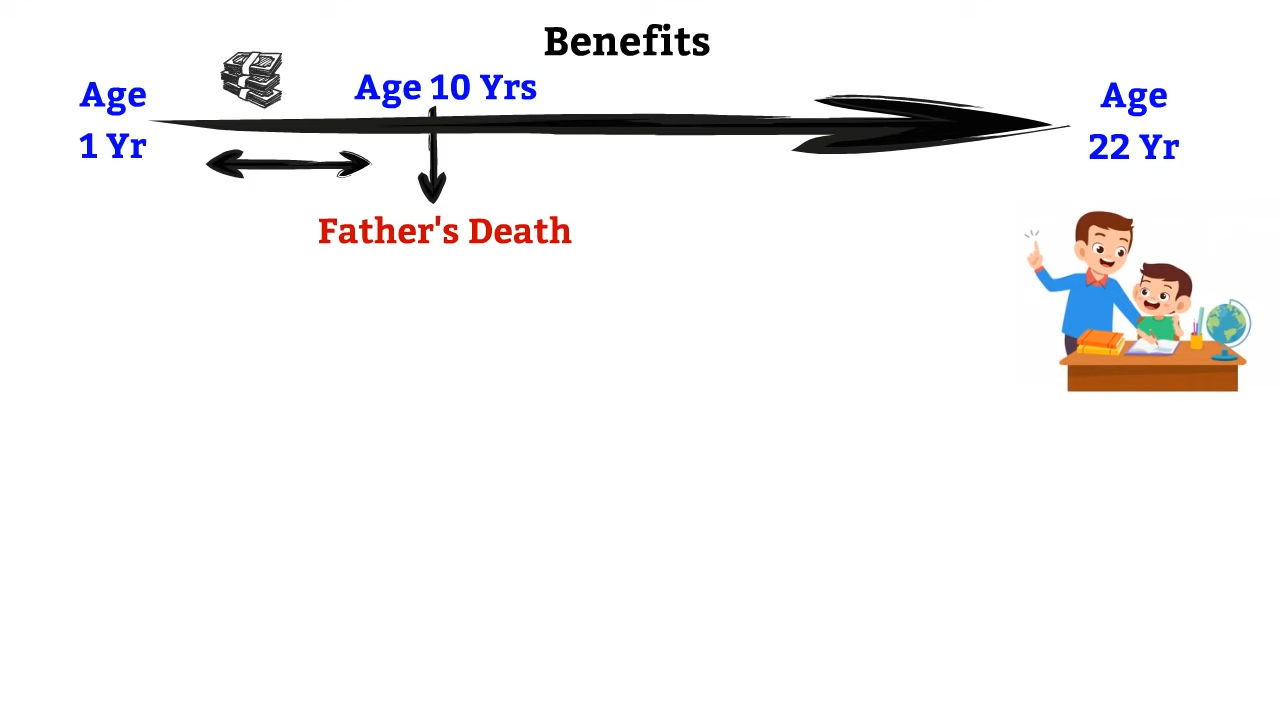 Benefits
Age
1 Yr
Age 10 Yrs
Age
22 Yr
Father's Death